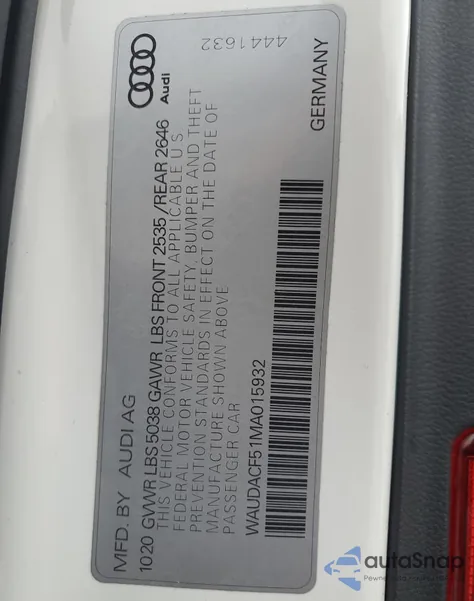 MFD. BY AUDI AG
1020 GVWR LBS 5038 GAWR LBS FRONT 2535 / REAR 2646
THIS VEHICLE CONFORMS TO ALL APPLICABLE U S
FEDERAL MOTOR VEHICLE SAFETY, BUMPER AND THEFT
PREVENTION STANDARDS IN EFFECT ON THE DATE OF
MANUFACTURE SHOWN ABOVE
PASSENGER CAR
WAUDACF51MA015932
GERMANY
Audi
4441632
autoSnap